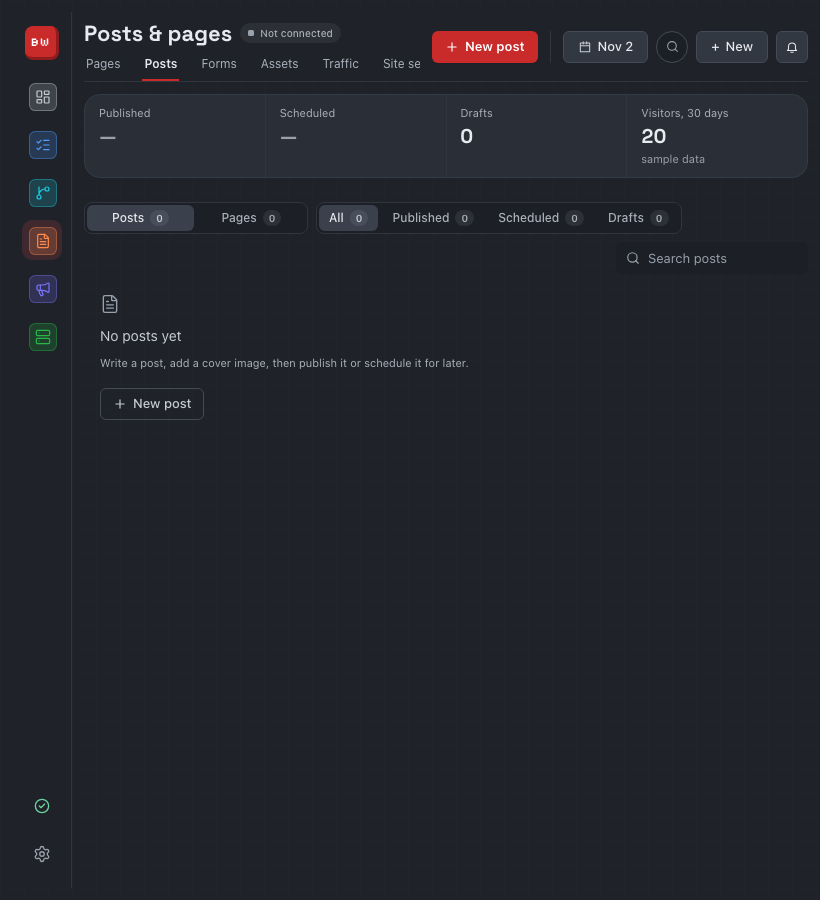 BW
Posts & pages
Not connected
Pages
Posts
Forms
Assets
Traffic
Site se
New post
Nov 2
+ New
Published
—
Scheduled
—
Drafts
0
Visitors, 30 days
20
sample data
Posts 0
Pages 0
All 0
Published 0
Scheduled 0
Drafts 0
Search posts
No posts yet
Write a post, add a cover image, then publish it or schedule it for later.
New post